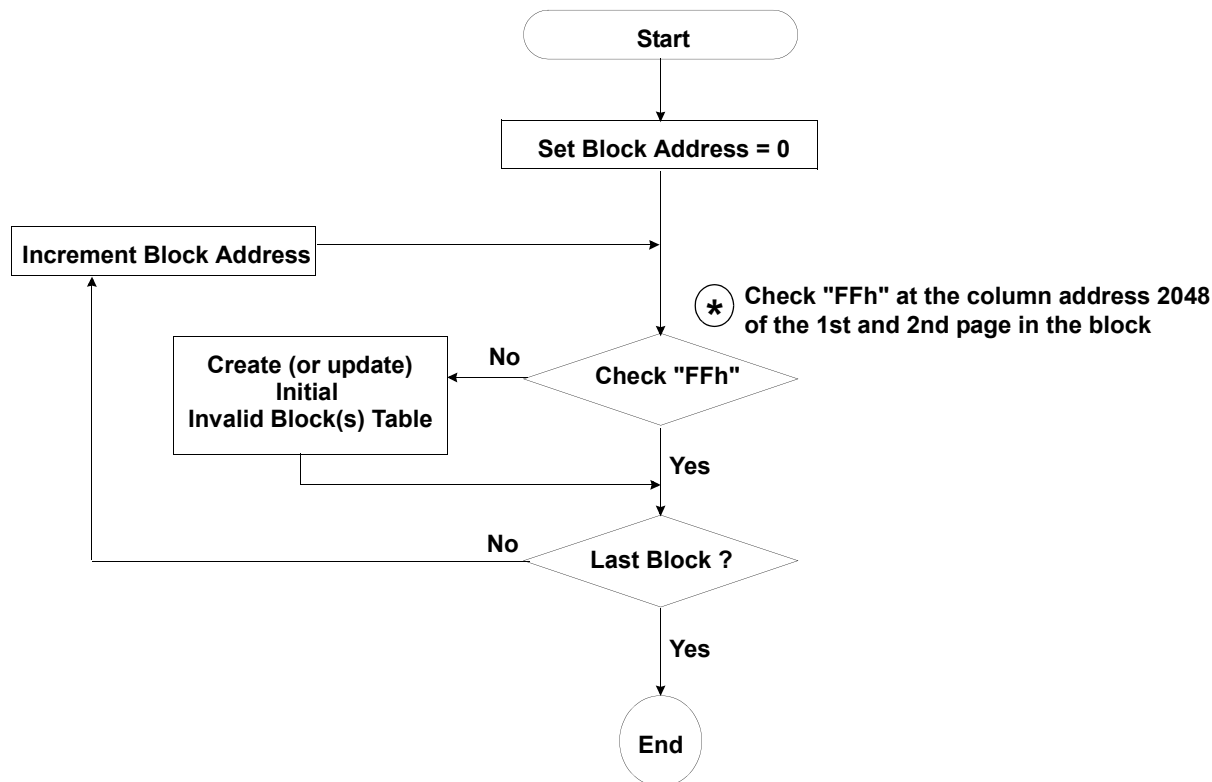 Start
Set Block Address = 0
Increment Block Address
* Check "FFh" at the column address 2048
of the 1st and 2nd page in the block
No
Create (or update)
Initial
Invalid Block(s) Table
Check "FFh"
Yes
No
Last Block ?
Yes
End